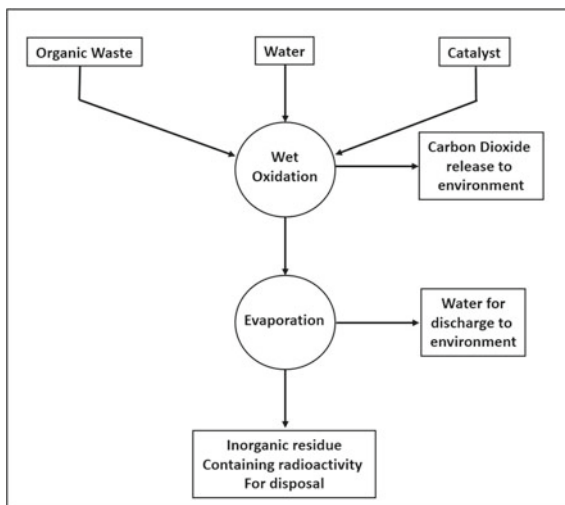 Organic Waste
Water
Catalyst
Wet
Oxidation
Carbon Dioxide
release to
environment
Evaporation
Water for
discharge to
environment
Inorganic residue
Containing radioactivity
For disposal